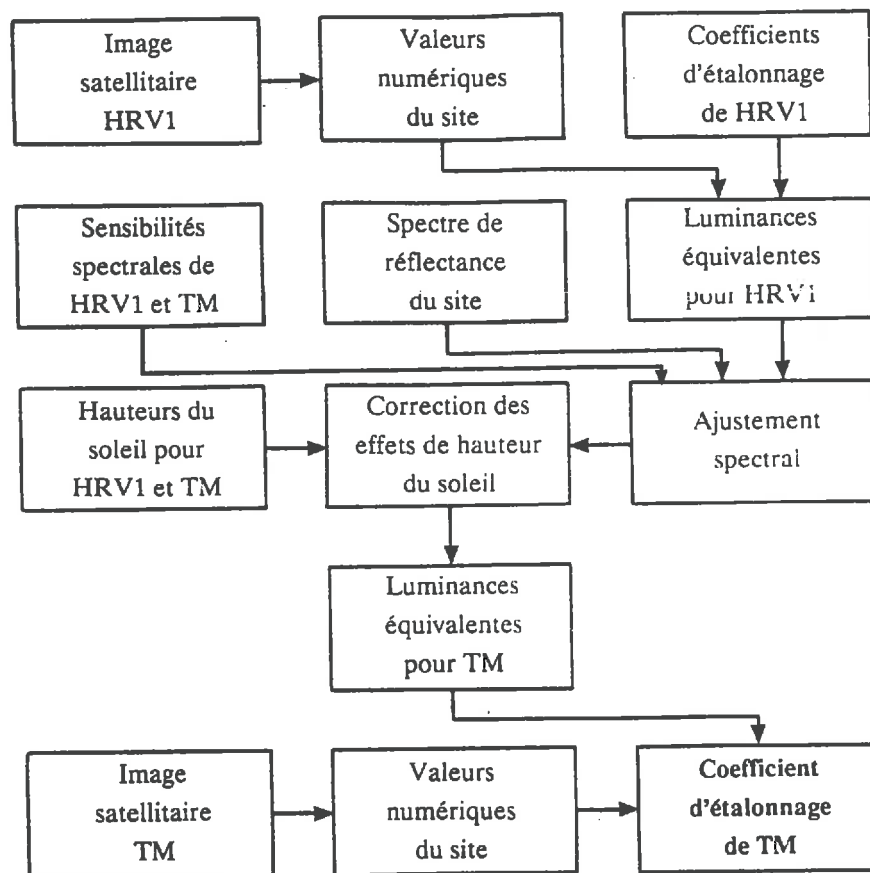 Image
satellitaire
HRV1
Valeurs
numériques
du site
Coefficients
d'étalonnage
de HRV1
Sensibilités
spectrales de
HRV1 et TM
Spectre de
réflectance
du site
Luminances
équivalentes
pour HRV1
Hauteurs du
soleil pour
HRV1 et TM
Correction des
effets de hauteur
du soleil
Ajustement
spectral
Luminances
équivalentes
pour TM
Image
satellitaire
TM
Valeurs
numériques
du site
Coefficient
d'étalonnage
de TM